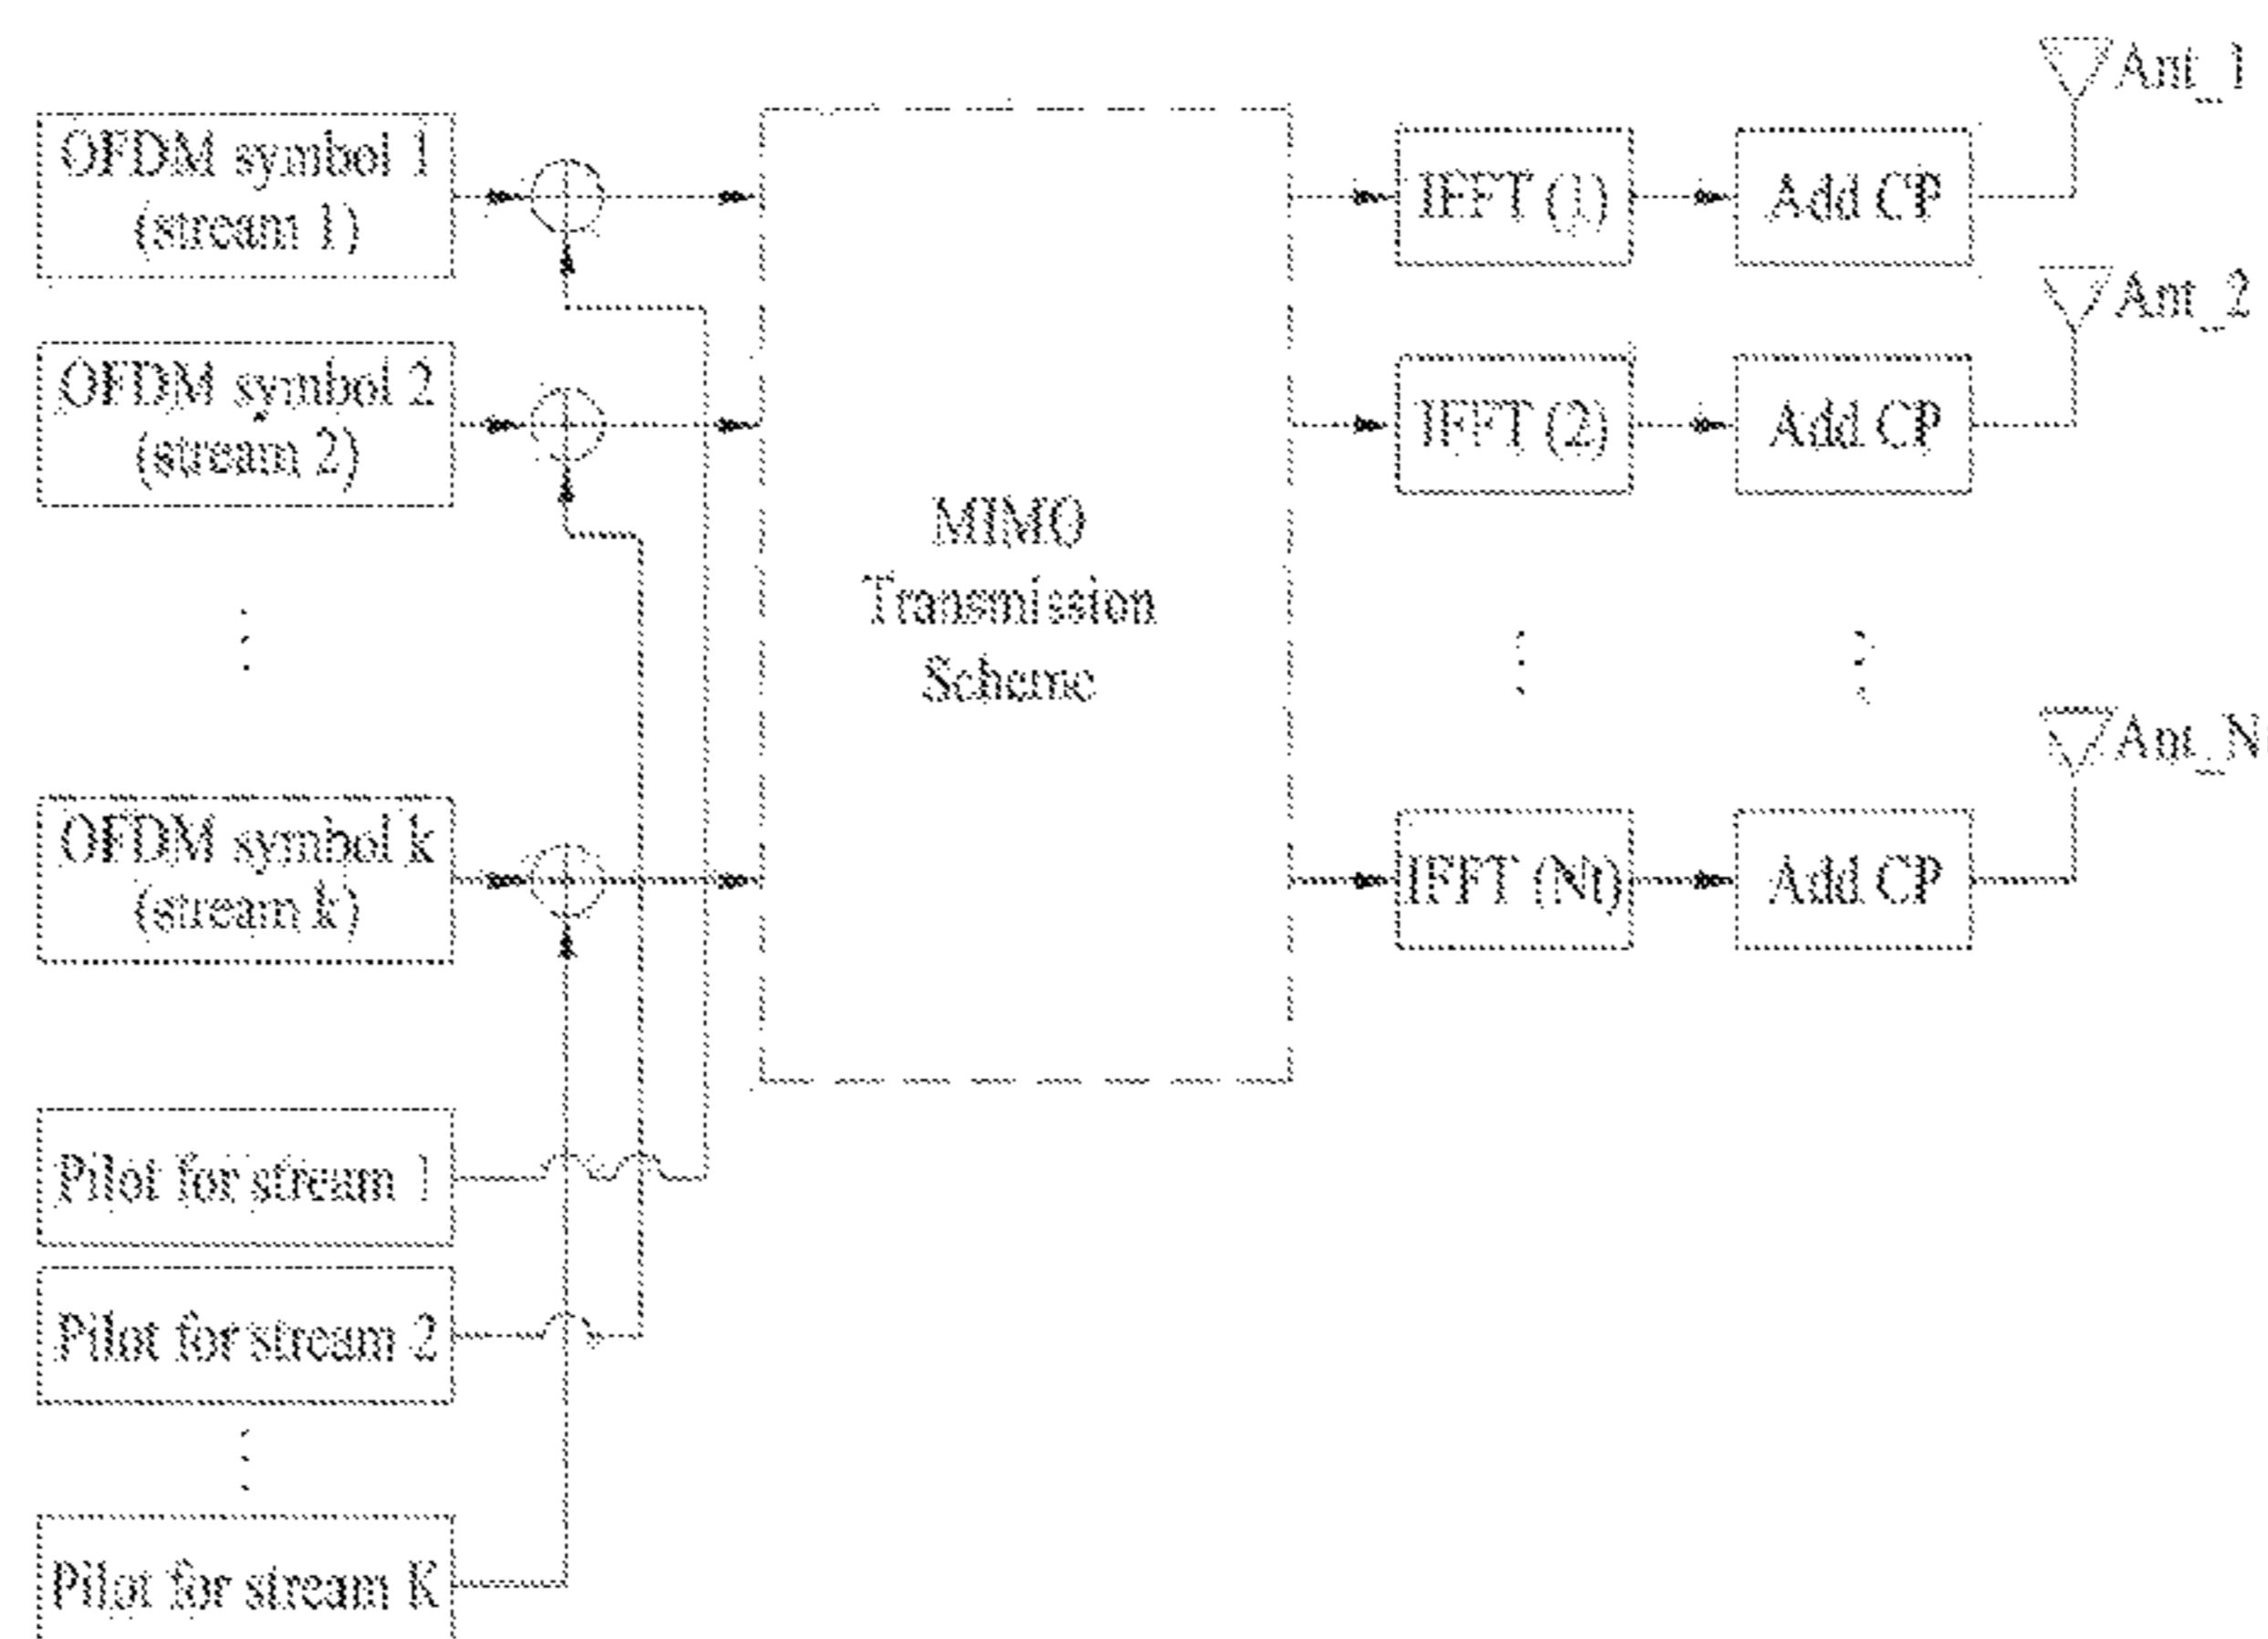 OFDM symbol 1
(stream 1)
OFDM symbol 2
(stream 2)
OFDM symbol k
(stream k)
Pilot for stream 1
Pilot for stream 2
Pilot for stream K
MIMO
Transmission
Scheme
IFFT (1)
Add CP
Ant_1
IFFT (2)
Add CP
Ant_2
IFFT (Nt)
Add CP
Ant_N